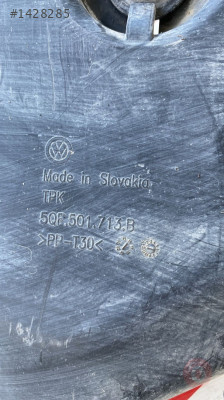 #1428285
Made in Slovakia
TPK
5QF.501.713.B
>PP-T30<